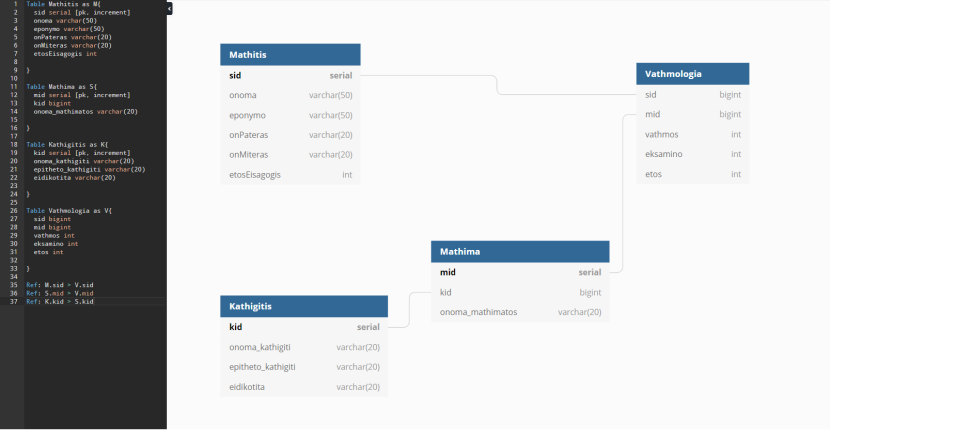 1 Table Mathitis as M{
2 sid serial [pk, increment]
3 onoma varchar(50)
4 eponymo varchar(50)
5 onPateras varchar(20)
6 onMiteras varchar(20)
7 etosEisagogis int
8
9 }
10
11 Table Mathima as S{
12 mid serial [pk, increment]
13 kid bigint
14 onoma_mathimatos varchar(20)
15
16 }
17
18 Table Kathigitis as K{
19 kid serial [pk, increment]
20 onoma_kathigiti varchar(20)
21 epitheto_kathigiti varchar(20)
22 eidikotita varchar(20)
23
24 }
25
26 Table Vathmologia as V{
27 sid bigint
28 mid bigint
29 vathmos int
30 eksamino int
31 etos int
32
33 }
34
35 Ref: M.sid > V.sid
36 Ref: S.mid > V.mid
37 Ref: K.kid > S.kid
Mathitis
sid serial
onoma varchar(50)
eponymo varchar(50)
onPateras varchar(20)
onMiteras varchar(20)
etosEisagogis int
Vathmologia
sid bigint
mid bigint
vathmos int
eksamino int
etos int
Mathima
mid serial
kid bigint
onoma_mathimatos varchar(20)
Kathigitis
kid serial
onoma_kathigiti varchar(20)
epitheto_kathigiti varchar(20)
eidikotita varchar(20)